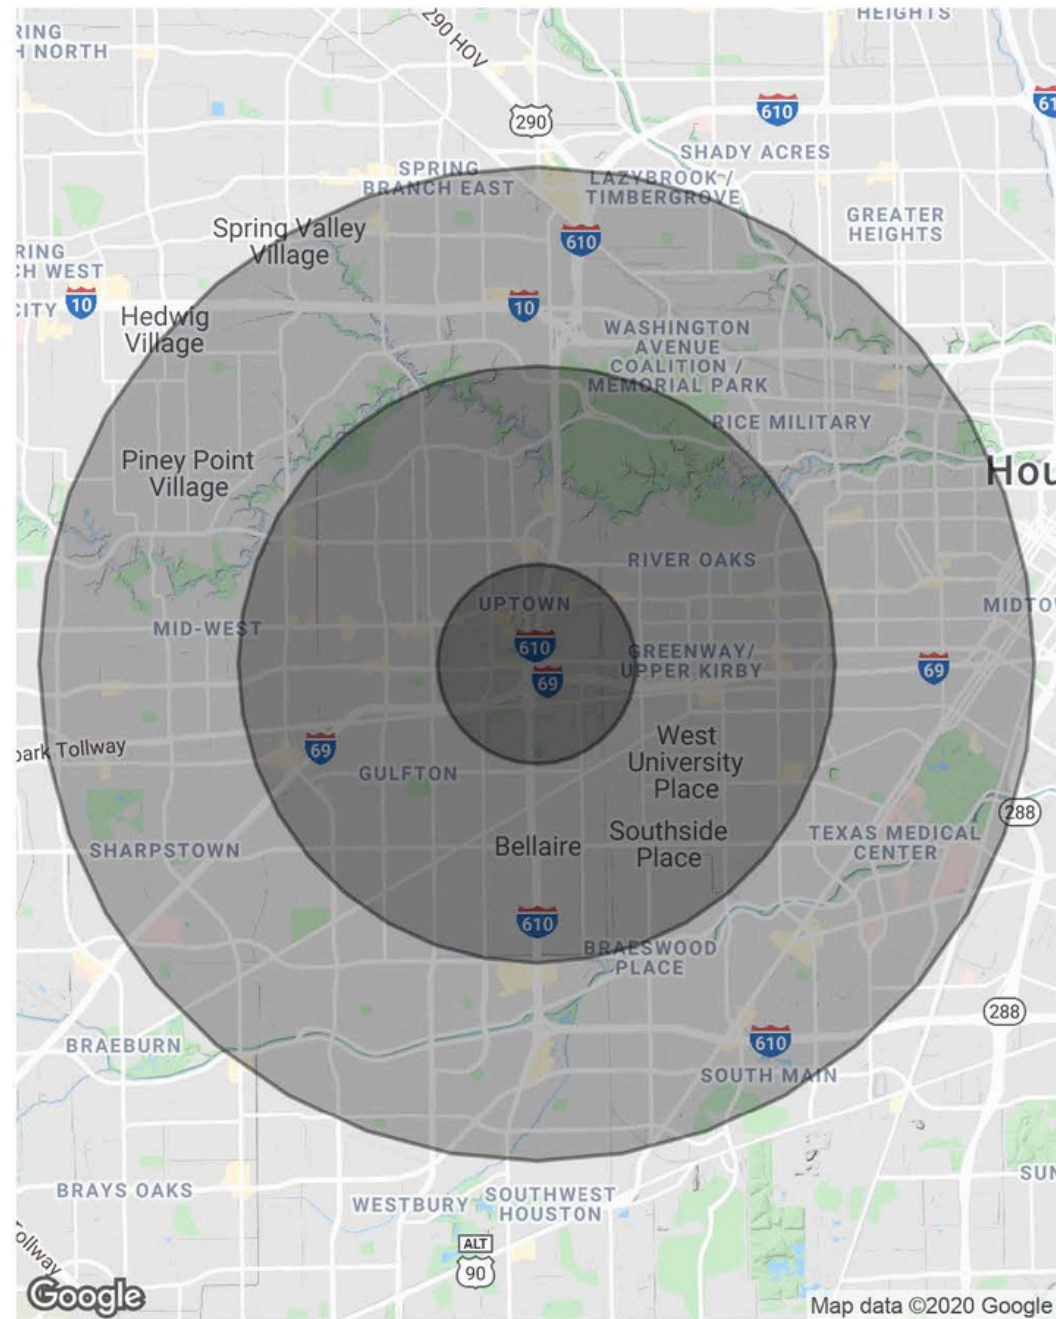 HEIGHTS
RING
H NORTH
290 HOV
610
61
290
SHADY ACRES
SPRING
BRANCH EAST
LAZYBROOK /
TIMBERGROVE
Spring Valley
Village
GREATER
HEIGHTS
610
RING
CH WEST
CITY
10
10
Hedwig
Village
WASHINGTON
AVENUE
COALITION /
MEMORIAL PARK
RICE MILITARY
Piney Point
Village
Hou
RIVER OAKS
UPTOWN
MIDTO
MID-WEST
610
GREENWAY/
UPPER KIRBY
69
69
park Tollway
69
West
University
Place
GULFTON
288
SHARPSTOWN
Bellaire
Southside
Place
TEXAS MEDICAL
CENTER
610
BRAESWOOD
PLACE
288
BRAEBURN
610
SOUTH MAIN
SUN
BRAYS OAKS
WESTBURY
SOUTHWEST
HOUSTON
ALT
90
ollway
Google
Map data ©2020 Google